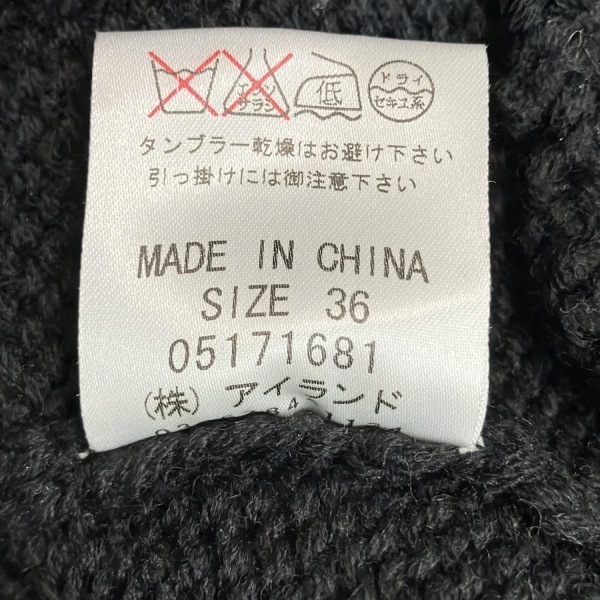 エンソ サラシ 低 ドライ セキユ系
タンブラー乾燥はお避け下さい
引っ掛けには御注意下さい
MADE IN CHINA
SIZE 36
05171681
(株) アイランド